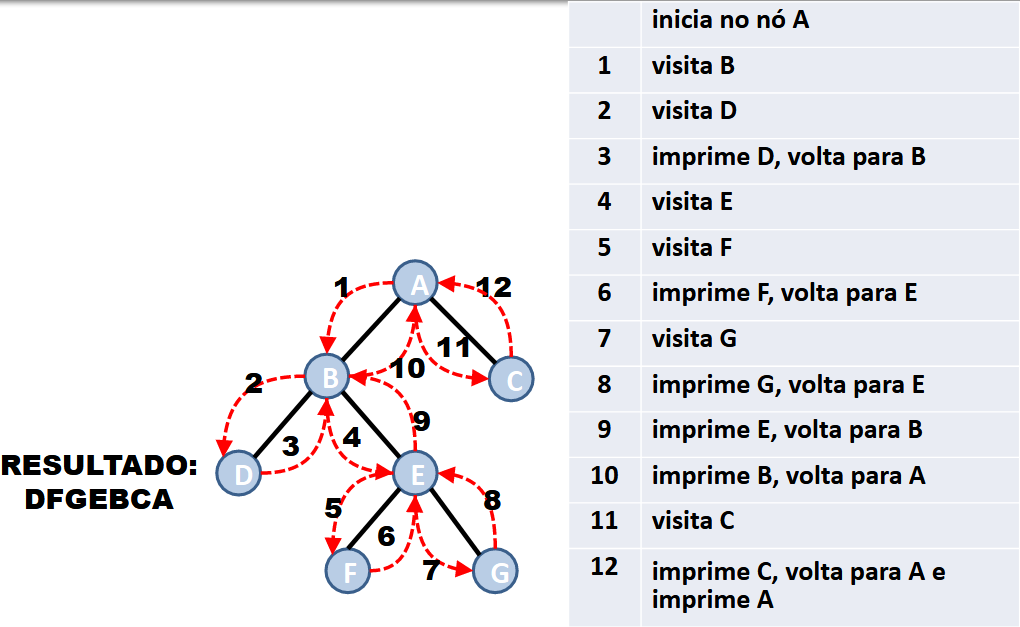 inicia no nó A
1 visita B
2 visita D
3 imprime D, volta para B
4 visita E
5 visita F
6 imprime F, volta para E
7 visita G
8 imprime G, volta para E
9 imprime E, volta para B
10 imprime B, volta para A
11 visita C
12 imprime C, volta para A e
imprime A
1
A
12
11
10
2
B
C
9
3
4
RESULTADO:
DFGEBCA
D
E
5
8
6
7
F
G